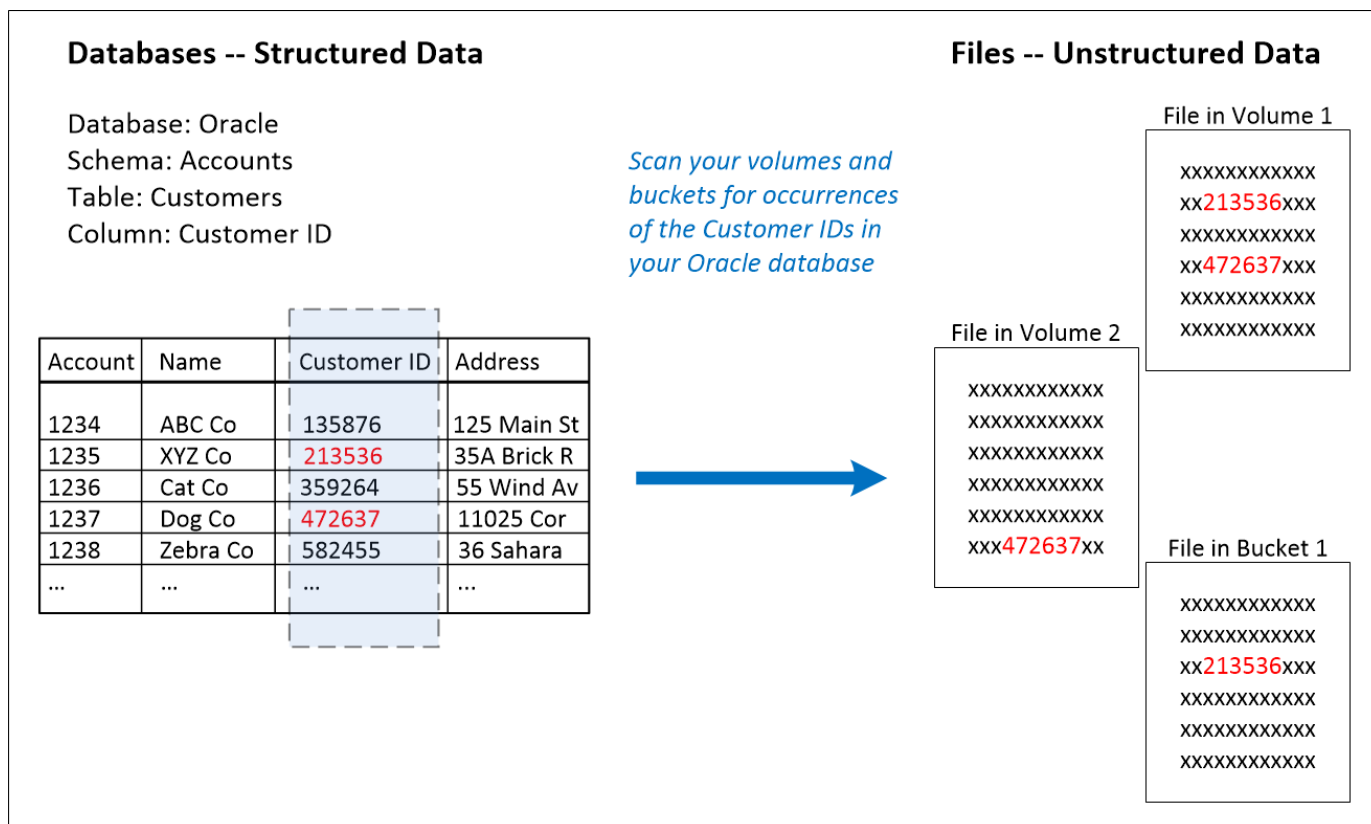 Databases -- Structured Data
Database: Oracle
Schema: Accounts
Table: Customers
Column: Customer ID
Scan your volumes and
buckets for occurrences
of the Customer IDs in
your Oracle database
Account Name Customer ID Address
1234 ABC Co 135876 125 Main St
1235 XYZ Co 213536 35A Brick R
1236 Cat Co 359264 55 Wind Av
1237 Dog Co 472637 11025 Cor
1238 Zebra Co 582455 36 Sahara
... ... ... ...
Files -- Unstructured Data
File in Volume 1
xxxxxxxxxxxx
xx213536xxx
xxxxxxxxxxxx
xx472637xxx
xxxxxxxxxxxx
xxxxxxxxxxxx
File in Volume 2
xxxxxxxxxxxx
xxxxxxxxxxxx
xxxxxxxxxxxx
xxxxxxxxxxxx
xxxxxxxxxxxx
xxx472637xx
File in Bucket 1
xxxxxxxxxxxx
xxxxxxxxxxxx
xx213536xxx
xxxxxxxxxxxx
xxxxxxxxxxxx
xxxxxxxxxxxx